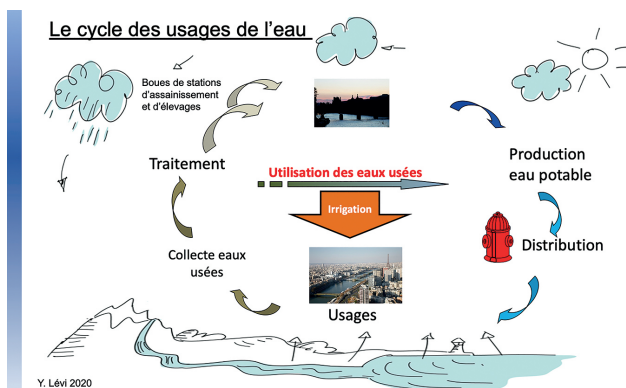 Le cycle des usages de l'eau
Boues de stations
d'assainissement
et d'élevages
Traitement
Utilisation des eaux usées
Production
eau potable
Irrigation
Distribution
Collecte eaux
usées
Usages
Y. Lévi 2020